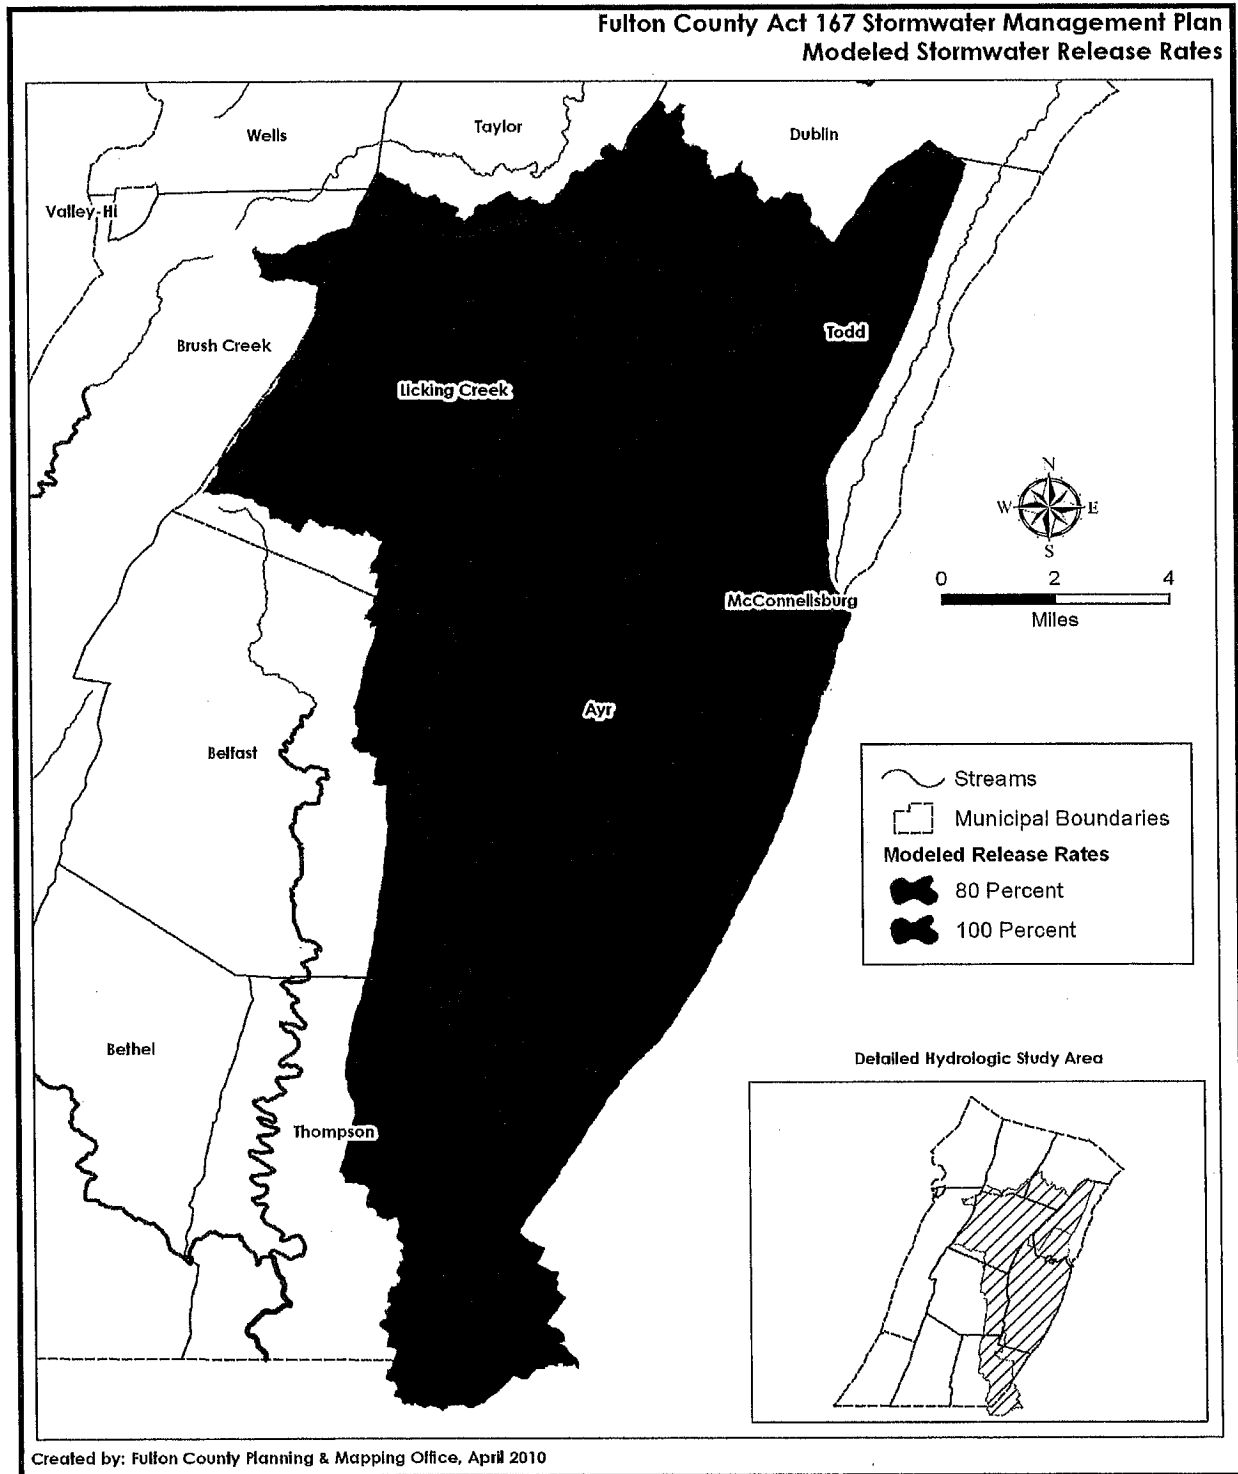 Fulton County Act 167 Stormwater Management Plan
Modeled Stormwater Release Rates
Wells
Taylor
Dublin
Valley-Hi
Todd
Brush Creek
Licking Creek
N
W E
S
0 2 4
Miles
McConnellsburg
Ayr
Belfast
Streams
Municipal Boundaries
Modeled Release Rates
80 Percent
100 Percent
Bethel
Detailed Hydrologic Study Area
Thompson
Created by: Fulton County Planning & Mapping Office, April 2010